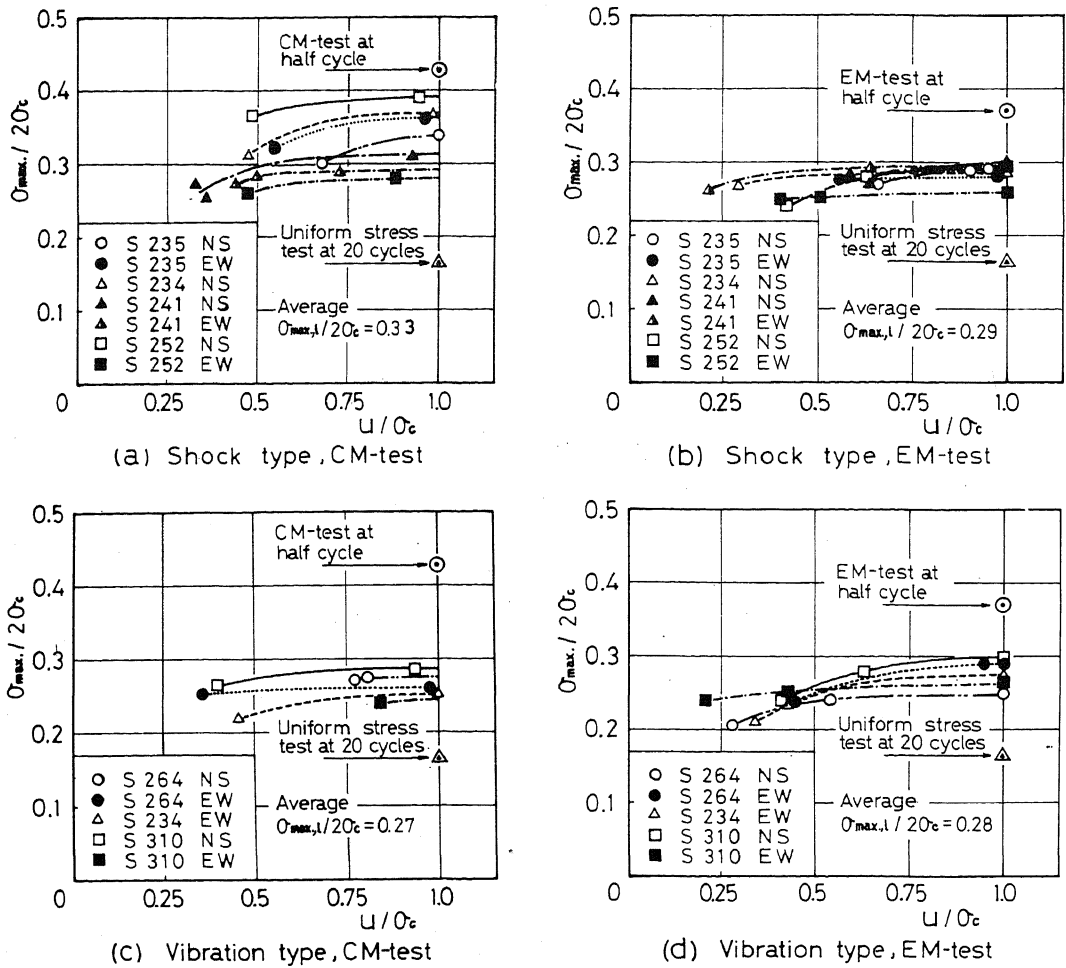 0.5
0.4
0.3
0.2
0.1
0
σmax. / 2σc
CM-test at
half cycle
Uniform stress
test at 20 cycles
Average
σmax,l / 2σc = 0.33
○ S 235 NS
● S 235 EW
△ S 234 NS
▲ S 241 NS
S 241 EW
□ S 252 NS
■ S 252 EW
0.25 0.5 0.75 1.0
u / σc
(a) Shock type, CM-test
0.5
0.4
0.3
0.2
0.1
0
σmax. / 2σc
EM-test at
half cycle
Uniform stress
test at 20 cycles
Average
σmax,l / 2σc = 0.29
○ S 235 NS
● S 235 EW
△ S 234 NS
▲ S 241 NS
S 241 EW
□ S 252 NS
■ S 252 EW
0.25 0.5 0.75 1.0
u / σc
(b) Shock type, EM-test
0.5
0.4
0.3
0.2
0.1
0
σmax. / 2σc
CM-test at
half cycle
Uniform stress
test at 20 cycles
Average
σmax,l / 2σc = 0.27
○ S 264 NS
● S 264 EW
△ S 234 EW
□ S 310 NS
■ S 310 EW
0.25 0.5 0.75 1.0
u / σc
(c) Vibration type, CM-test
0.5
0.4
0.3
0.2
0.1
0
σmax. / 2σc
EM-test at
half cycle
Uniform stress
test at 20 cycles
Average
σmax,l / 2σc = 0.28
○ S 264 NS
● S 264 EW
△ S 234 EW
□ S 310 NS
■ S 310 EW
0.25 0.5 0.75 1.0
u / σc
(d) Vibration type, EM-test